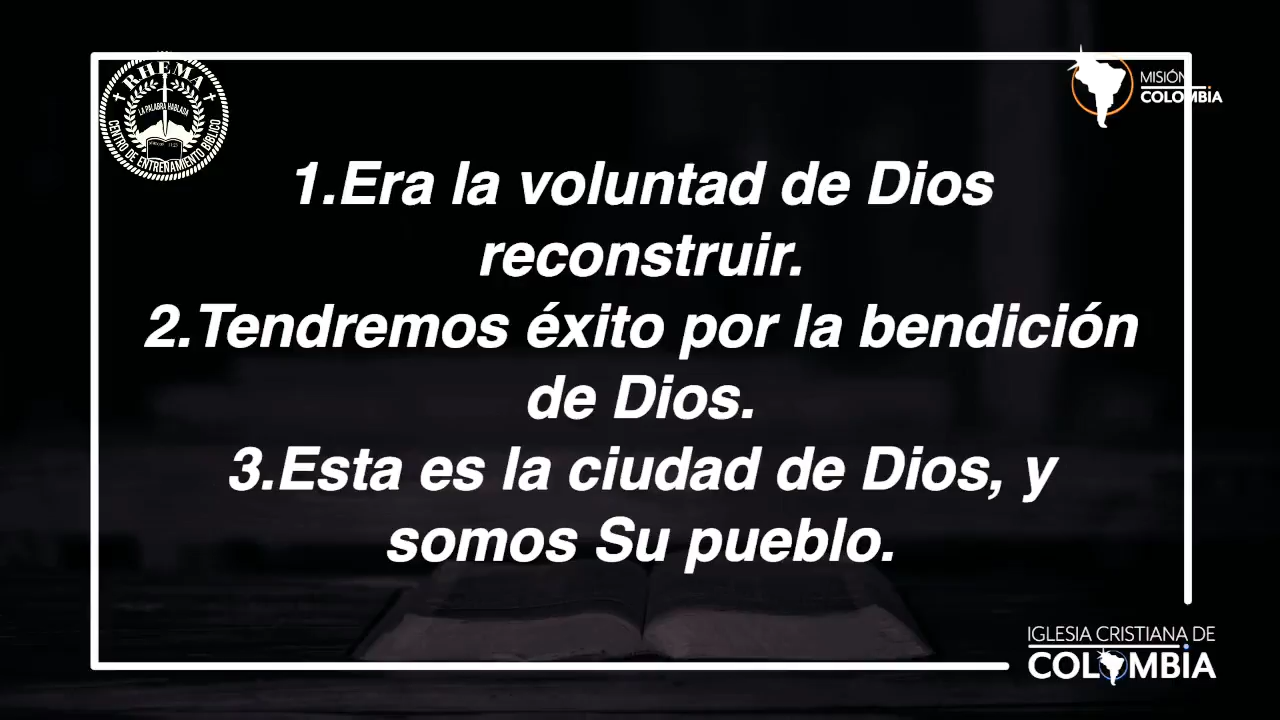 RHEMA
LA PALABRA HABLADA
CENTRO DE ENTRENAMIENTO BÍBLICO
MISIÓN
COLOMBIA
1.Era la voluntad de Dios
reconstruir.
2.Tendremos éxito por la bendición
de Dios.
3.Esta es la ciudad de Dios, y
somos Su pueblo.
IGLESIA CRISTIANA DE
COLOMBIA